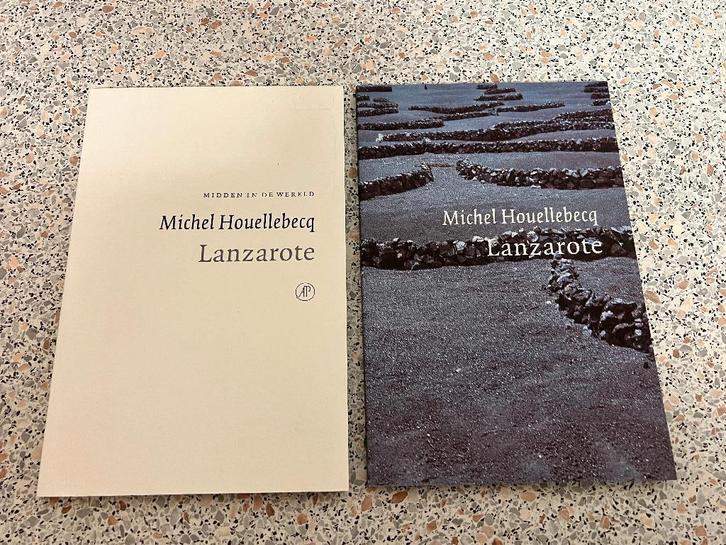 MIDDEN IN DE WERELD
Michel Houellebecq
Lanzarote
AP
Michel Houellebecq
Lanzarote